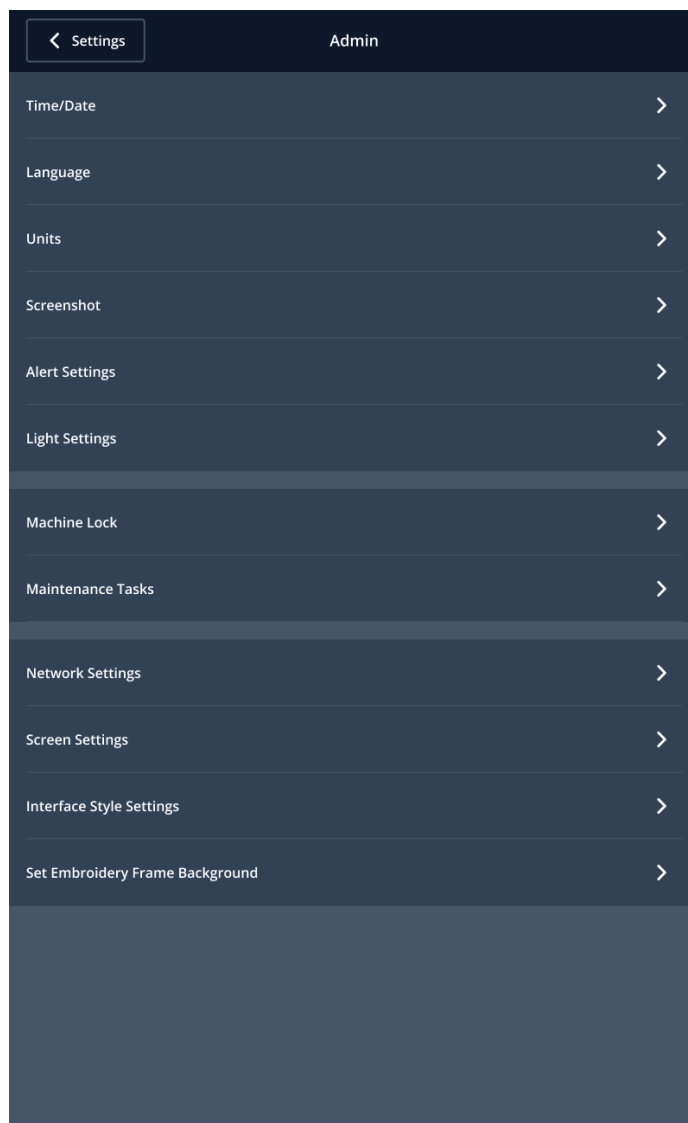 Settings
Admin
Time/Date
Language
Units
Screenshot
Alert Settings
Light Settings
Machine Lock
Maintenance Tasks
Network Settings
Screen Settings
Interface Style Settings
Set Embroidery Frame Background